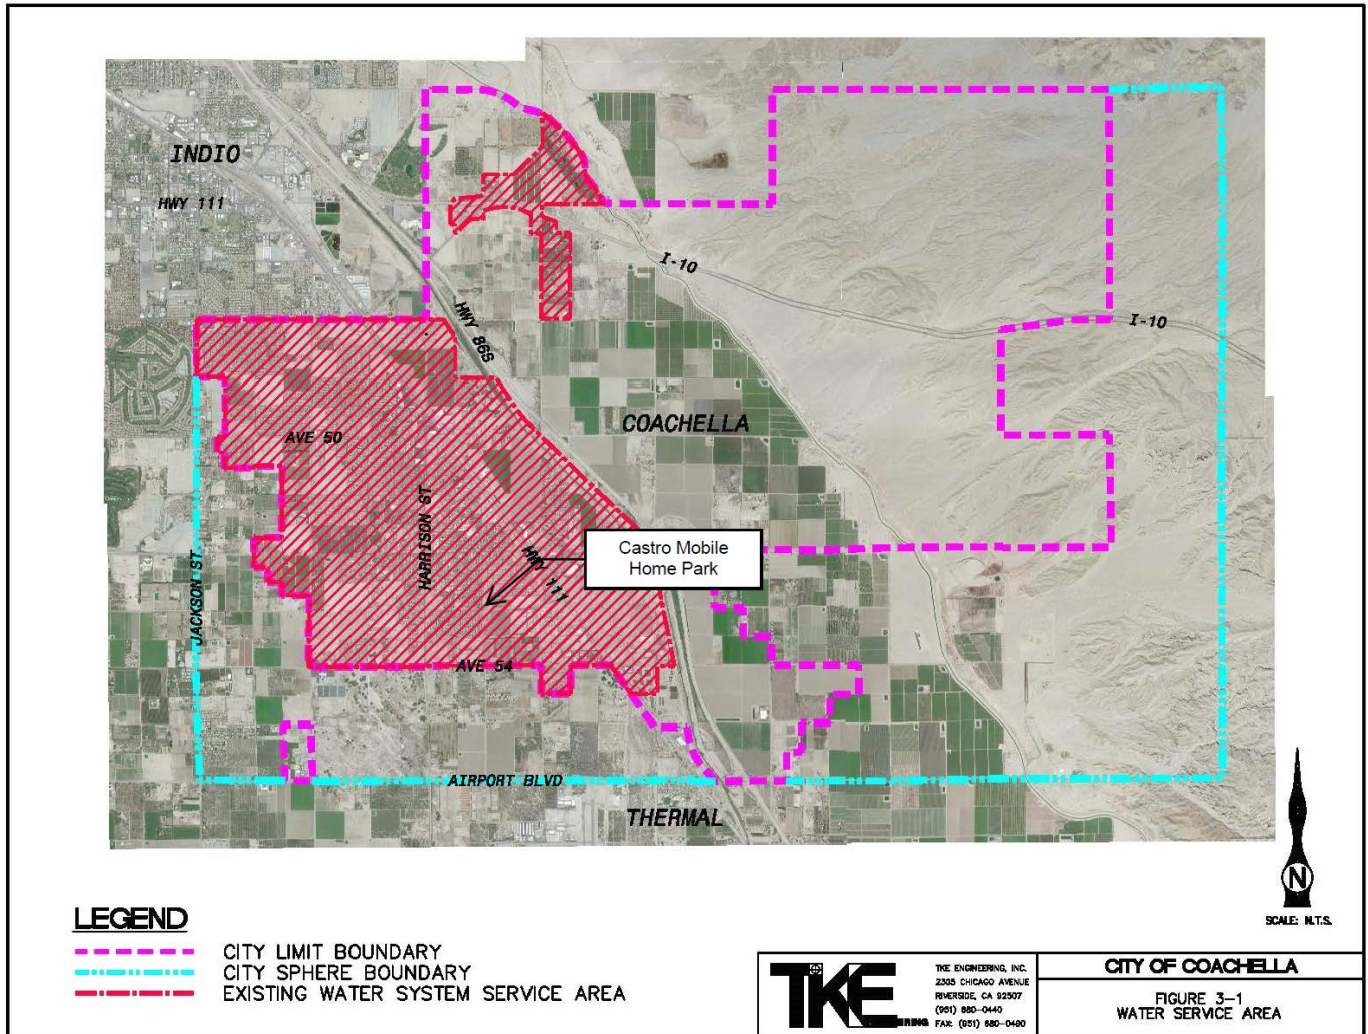 INDIO
HWY 111
I-10
I-10
HWY 86S
COACHELLA
AVE 50
HARRISON ST
Castro Mobile
Home Park
HWY 111
JACKSON ST
AVE 54
AIRPORT BLVD
THERMAL
N
SCALE: N.T.S.
LEGEND
CITY LIMIT BOUNDARY
CITY SPHERE BOUNDARY
EXISTING WATER SYSTEM SERVICE AREA
TKE
TKE ENGINEERING, INC.
2305 CHICAGO AVENUE
RIVERSIDE, CA 92507
(951) 680-0440
FAX: (951) 680-0490
CITY OF COACHELLA
FIGURE 3-1
WATER SERVICE AREA